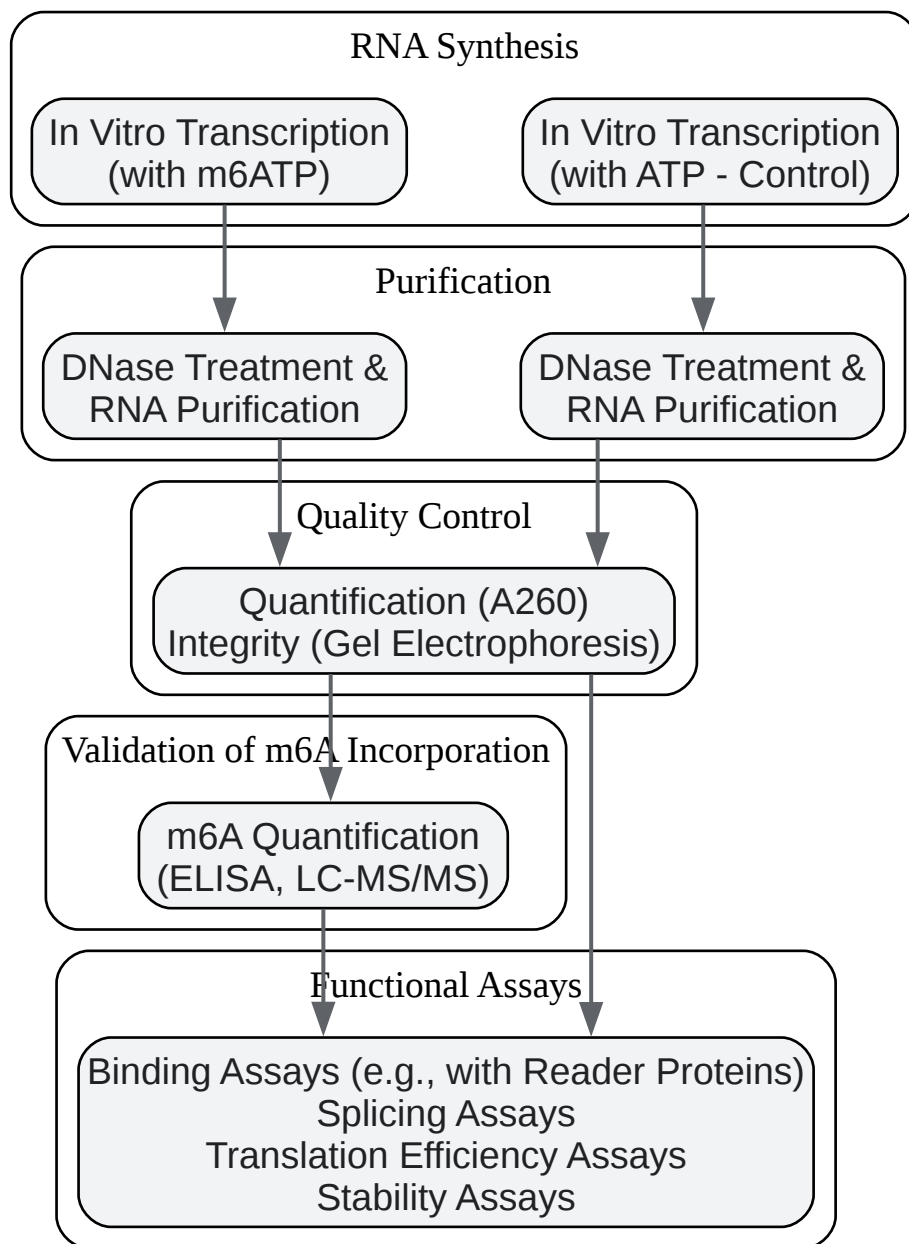 RNA Synthesis
In Vitro Transcription
(with m6ATP)
In Vitro Transcription
(with ATP - Control)
Purification
DNase Treatment &
RNA Purification
DNase Treatment &
RNA Purification
Quality Control
Quantification (A260)
Integrity (Gel Electrophoresis)
Validation of m6A Incorporation
m6A Quantification
(ELISA, LC-MS/MS)
Functional Assays
Binding Assays (e.g., with Reader Proteins)
Splicing Assays
Translation Efficiency Assays
Stability Assays